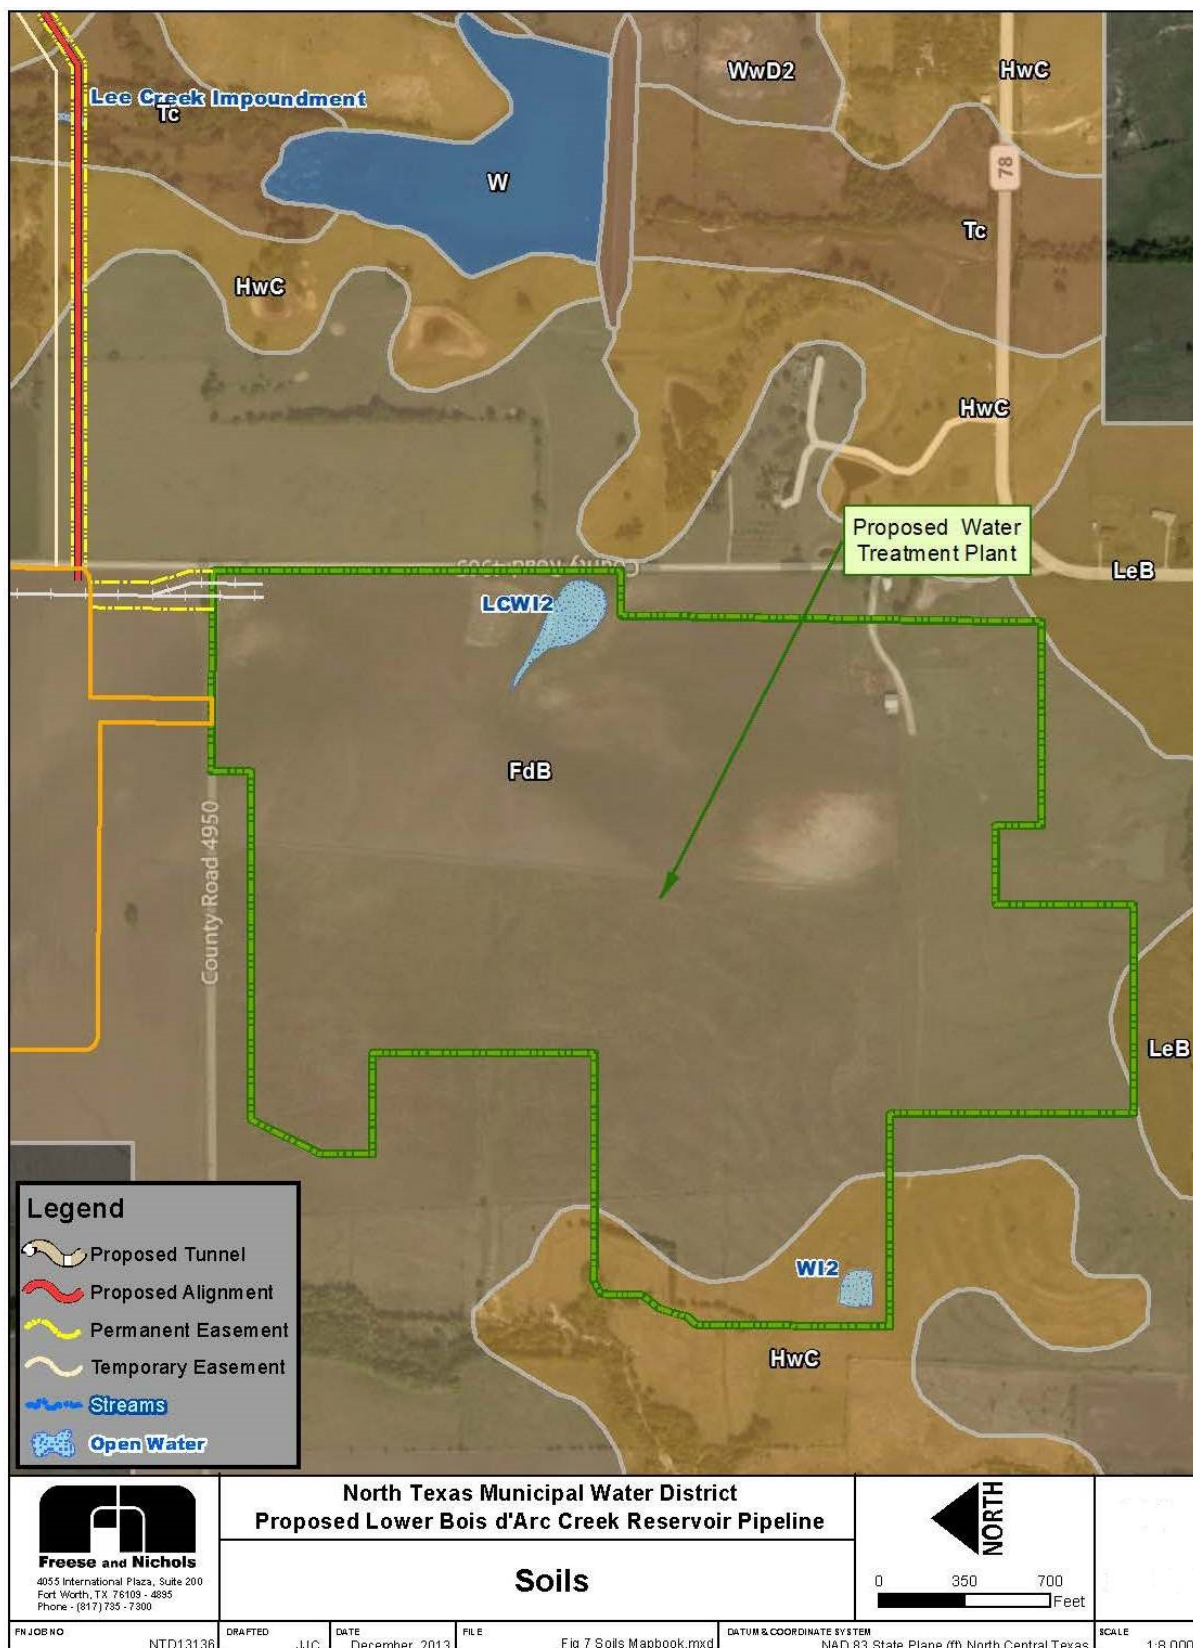 WwD2
HwC
Lee Creek Impoundment
Tc
78
W
Tc
HwC
HwC
Proposed Water
Treatment Plant
LeB
LCWI2
FdB
County Road 4950
LeB
WI2
HwC
Legend
Proposed Tunnel
Proposed Alignment
Permanent Easement
Temporary Easement
Streams
Open Water
Freese and Nichols
4055 International Plaza, Suite 200
Fort Worth, TX 76109 - 4895
Phone - (817) 735 - 7300
North Texas Municipal Water District
Proposed Lower Bois d'Arc Creek Reservoir Pipeline
Soils
NORTH
0 350 700
Feet
FN JOB NO
NTD13136
DRAFTED
JJC
DATE
December, 2013
FILE
Fig 7 Soils Mapbook.mxd
DATUM & COORDINATE SYSTEM
NAD 83 State Plane (ft) North Central Texas
SCALE
1:8,000